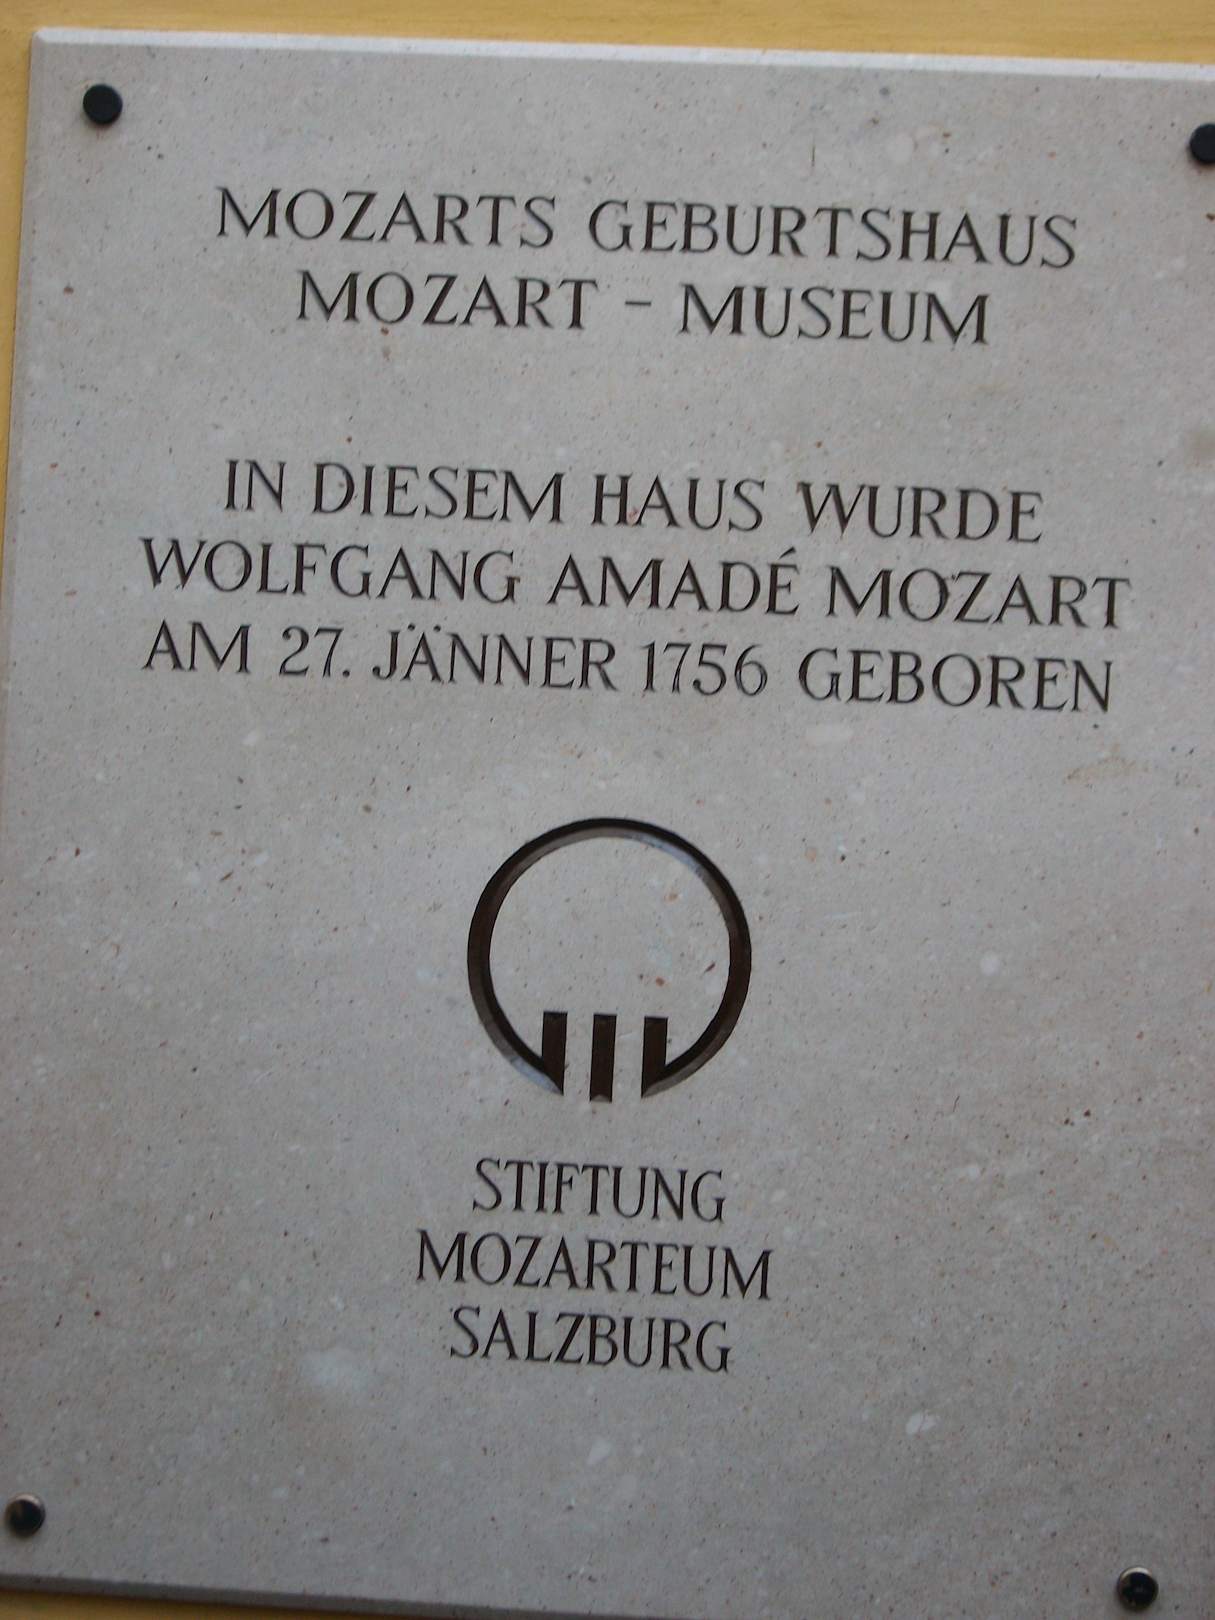 MOZARTS GEBURTSHAUS
MOZART - MUSEUM
IN DIESEM HAUS WURDE
WOLFGANG AMADÉ MOZART
AM 27. JÄNNER 1756 GEBOREN
STIFTUNG
MOZARTEUM
SALZBURG